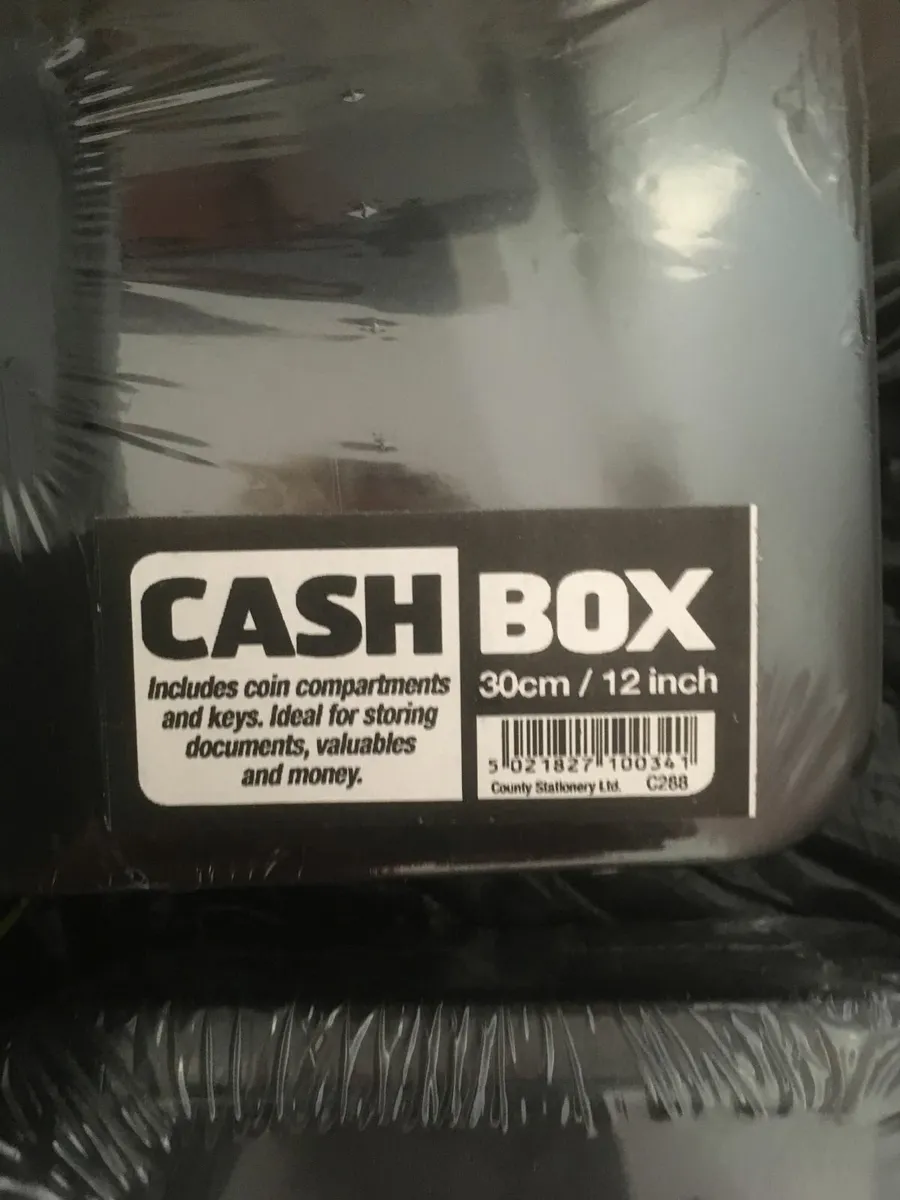 CASH BOX
Includes coin compartments
and keys. Ideal for storing
documents, valuables
and money.
30cm / 12 inch
5 021827 100341
County Stationery Ltd. C288